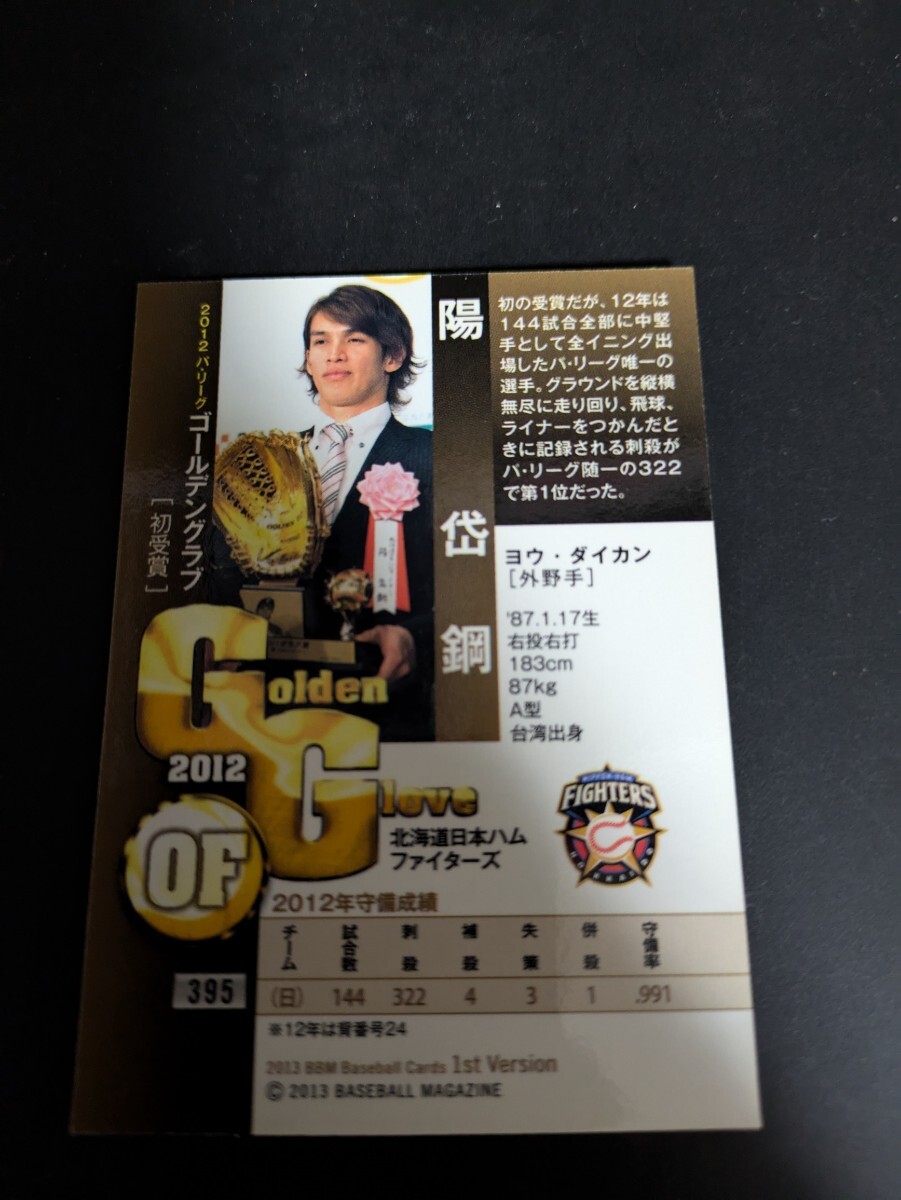 2012 パ・リーグ ゴールデングラブ
[初受賞]
陽 岱 鋼
初の受賞だが、12年は
144試合全部に中堅
手として全イニング出
場したパ・リーグ唯一の
選手。グラウンドを縦横
無尽に走り回り、飛球、
ライナーをつかんだと
きに記録される刺殺が
パ・リーグ随一の322
で第1位だった。
ヨウ・ダイカン
[外野手]
'87.1.17生
右投右打
183cm
87kg
A型
台湾出身
Golden
2012
Glove
OF
北海道日本ハム
ファイターズ
NIPPON-HAM
FIGHTERS
HOKKAIDO
2012年守備成績
チーム 試合数 刺殺 補殺 失策 併殺 守備率
(日) 144 322 4 3 1 .991
395
※12年は背番号24
2013 BBM Baseball Cards 1st Version
© 2013 BASEBALL MAGAZINE